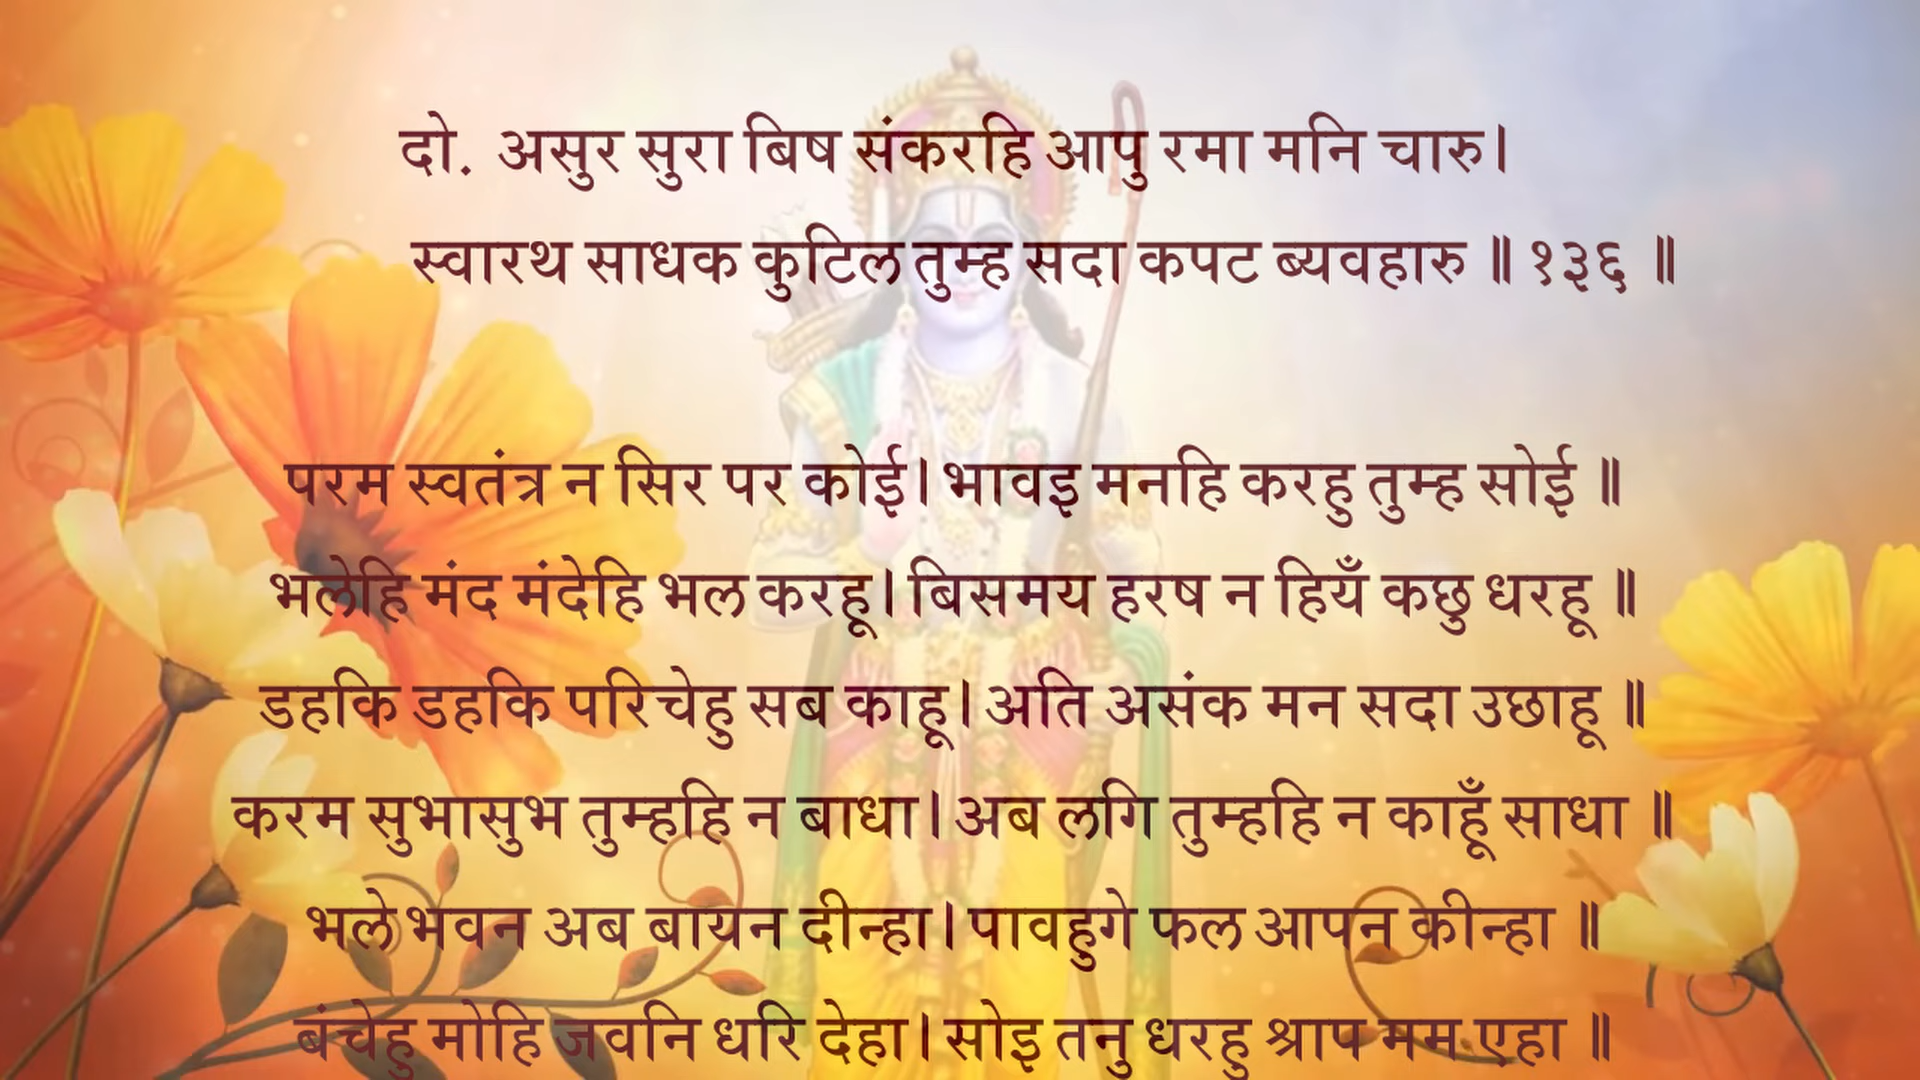 दो. असुर सुरा बिष संकरहि आपु रमा मनि चारु।
स्वारथ साधक कुटिल तुम्ह सदा कपट ब्यवहारु ॥ १३६ ॥
परम स्वतंत्र न सिर पर कोई। भावइ मनहि करहु तुम्ह सोई ॥
भलेहि मंद मंदेहि भल करहू। बिसमय हरष न हियँ कछु धरहू ॥
डहकि डहकि परिचेहु सब काहू। अति असंक मन सदा उछाहू ॥
करम सुभासुभ तुम्हहि न बाधा। अब लगि तुम्हहि न काहूँ साधा ॥
भले भवन अब बायन दीन्हा। पावहुगे फल आपन कीन्हा ॥
बंचेहु मोहि जवनि धरि देहा। सोइ तनु धरहु श्राप मम एहा ॥